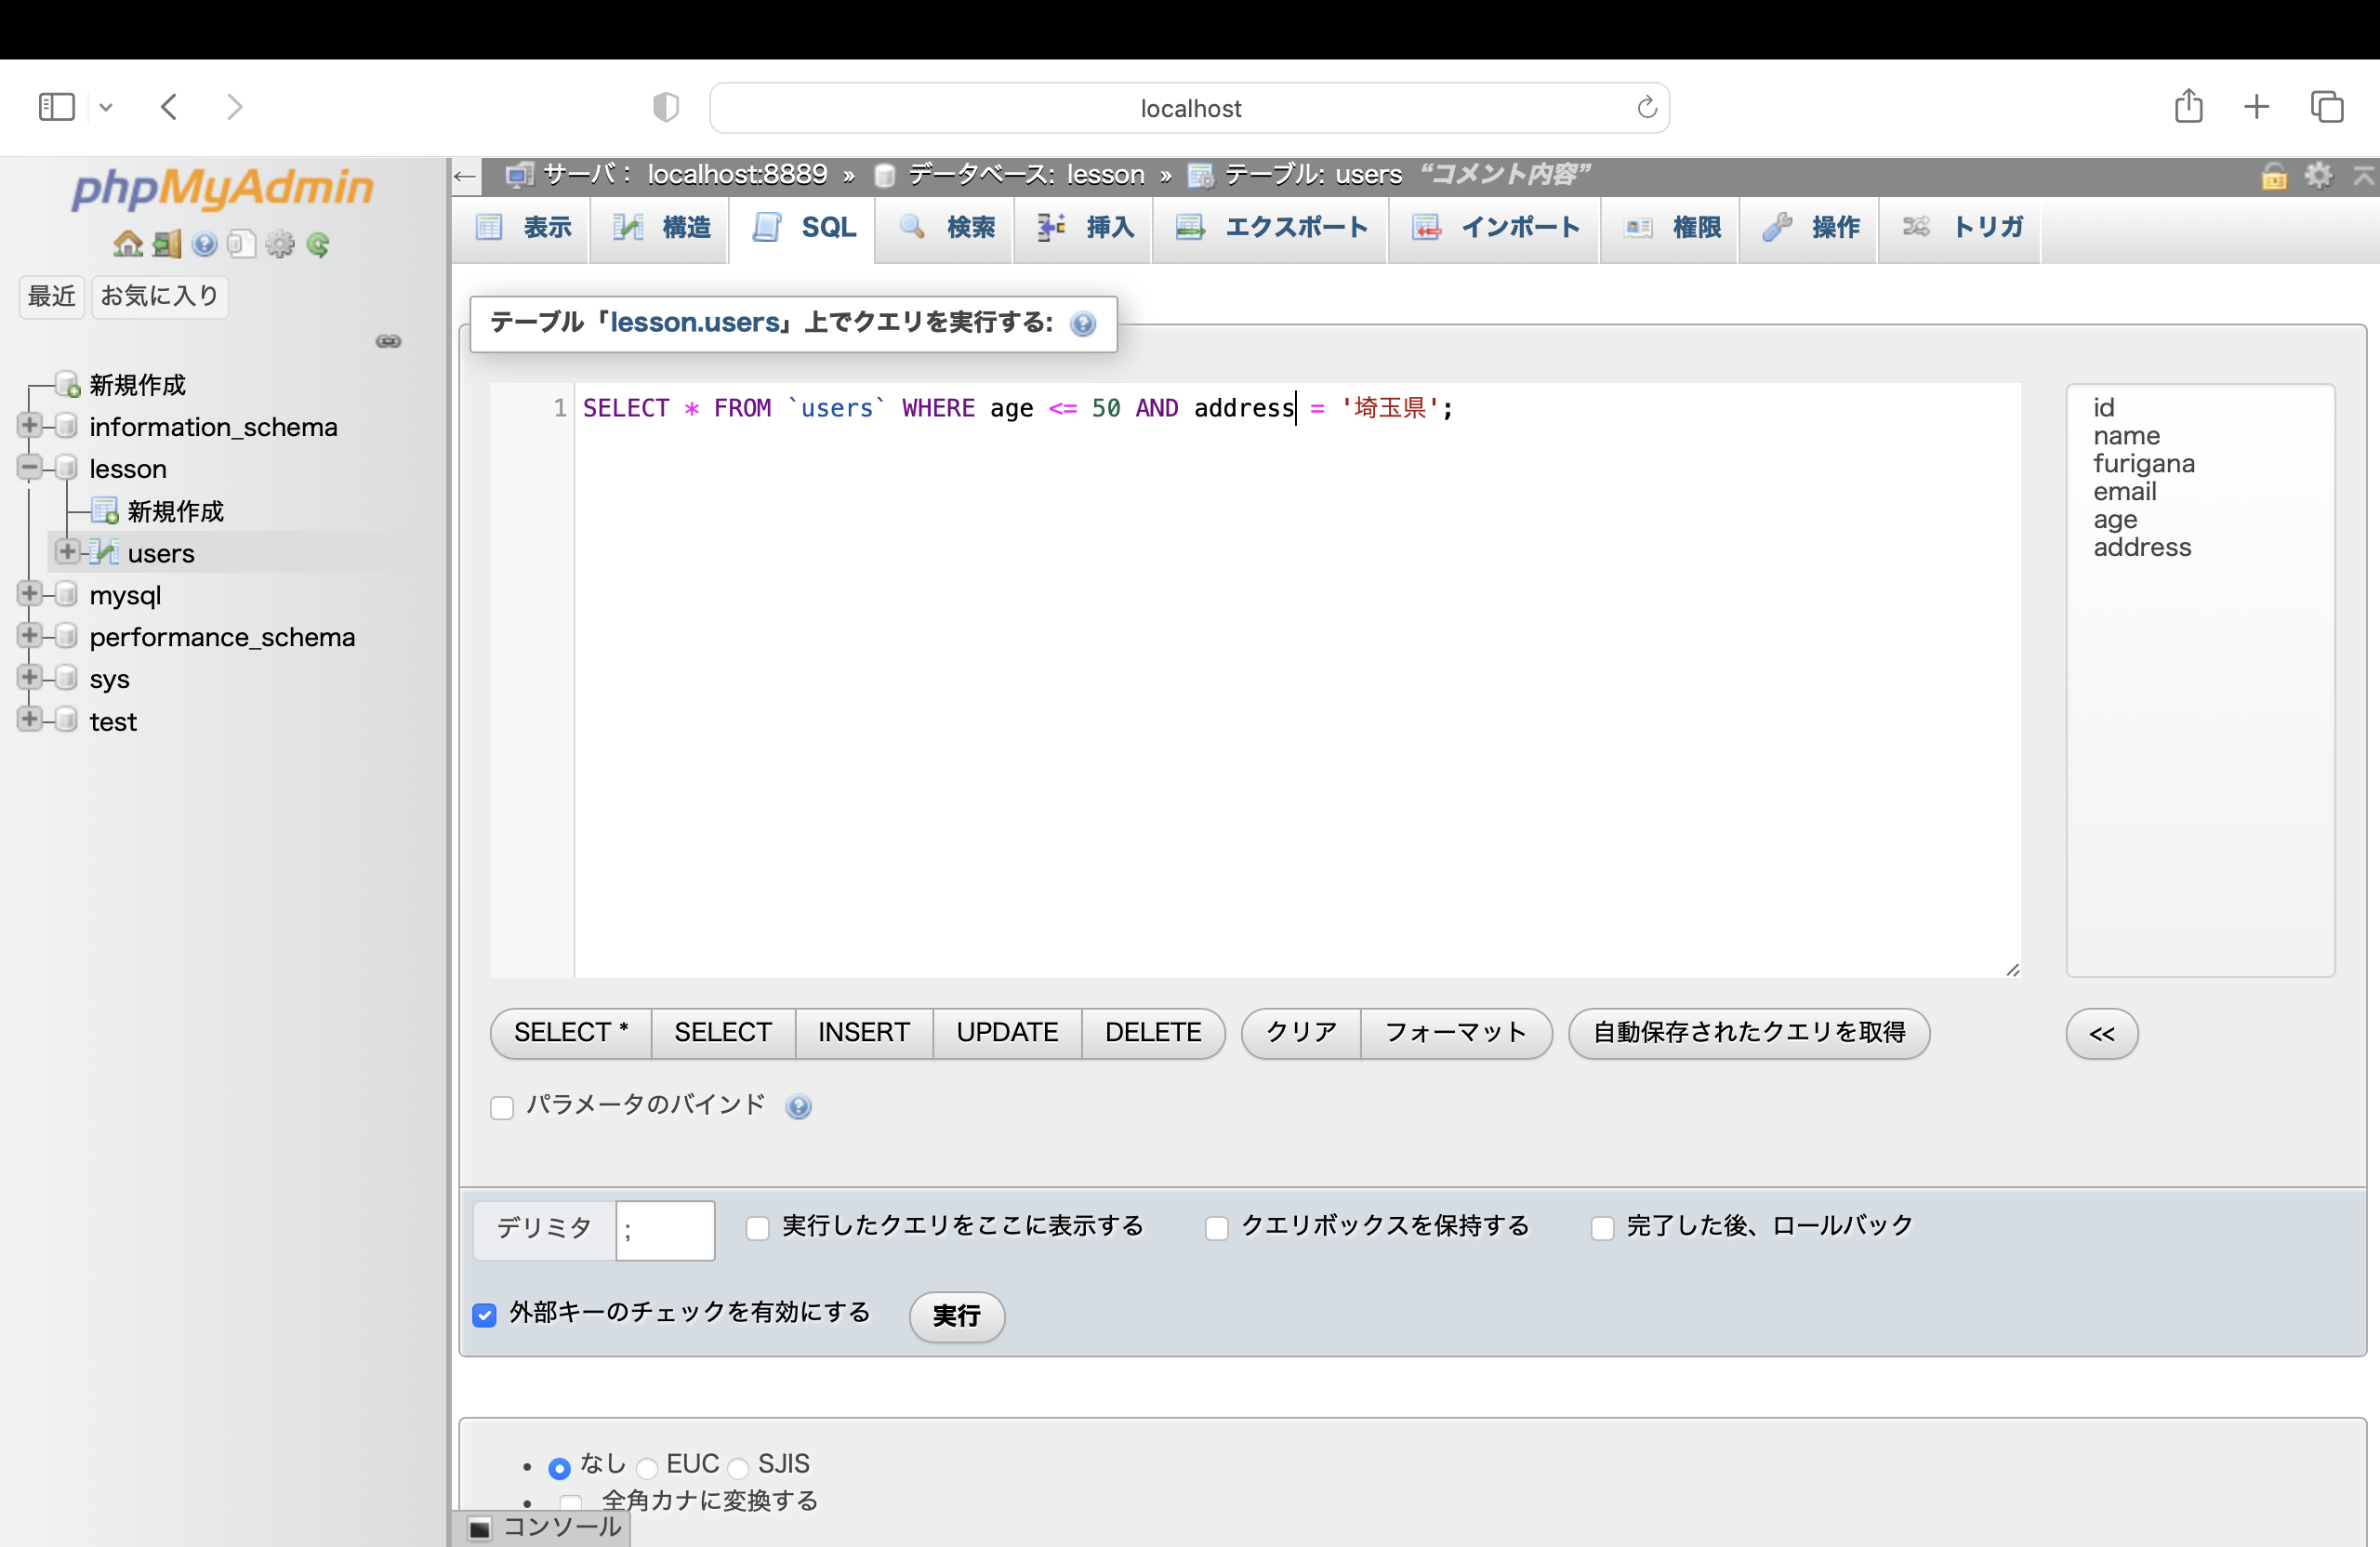 localhost
phpMyAdmin
最近 お気に入り
新規作成
information_schema
lesson
新規作成
users
mysql
performance_schema
sys
test
← サーバ： localhost:8889 » データベース: lesson » テーブル: users “コメント内容”
表示 構造 SQL 検索 挿入 エクスポート インポート 権限 操作 トリガ
テーブル「lesson.users」上でクエリを実行する:
1 SELECT * FROM `users` WHERE age <= 50 AND address = '埼玉県';
id
name
furigana
email
age
address
SELECT * SELECT INSERT UPDATE DELETE クリア フォーマット 自動保存されたクエリを取得 <<
パラメータのバインド
デリミタ ; 実行したクエリをここに表示する クエリボックスを保持する 完了した後、ロールバック
外部キーのチェックを有効にする 実行
• なし EUC SJIS
• 全角カナに変換する
コンソール